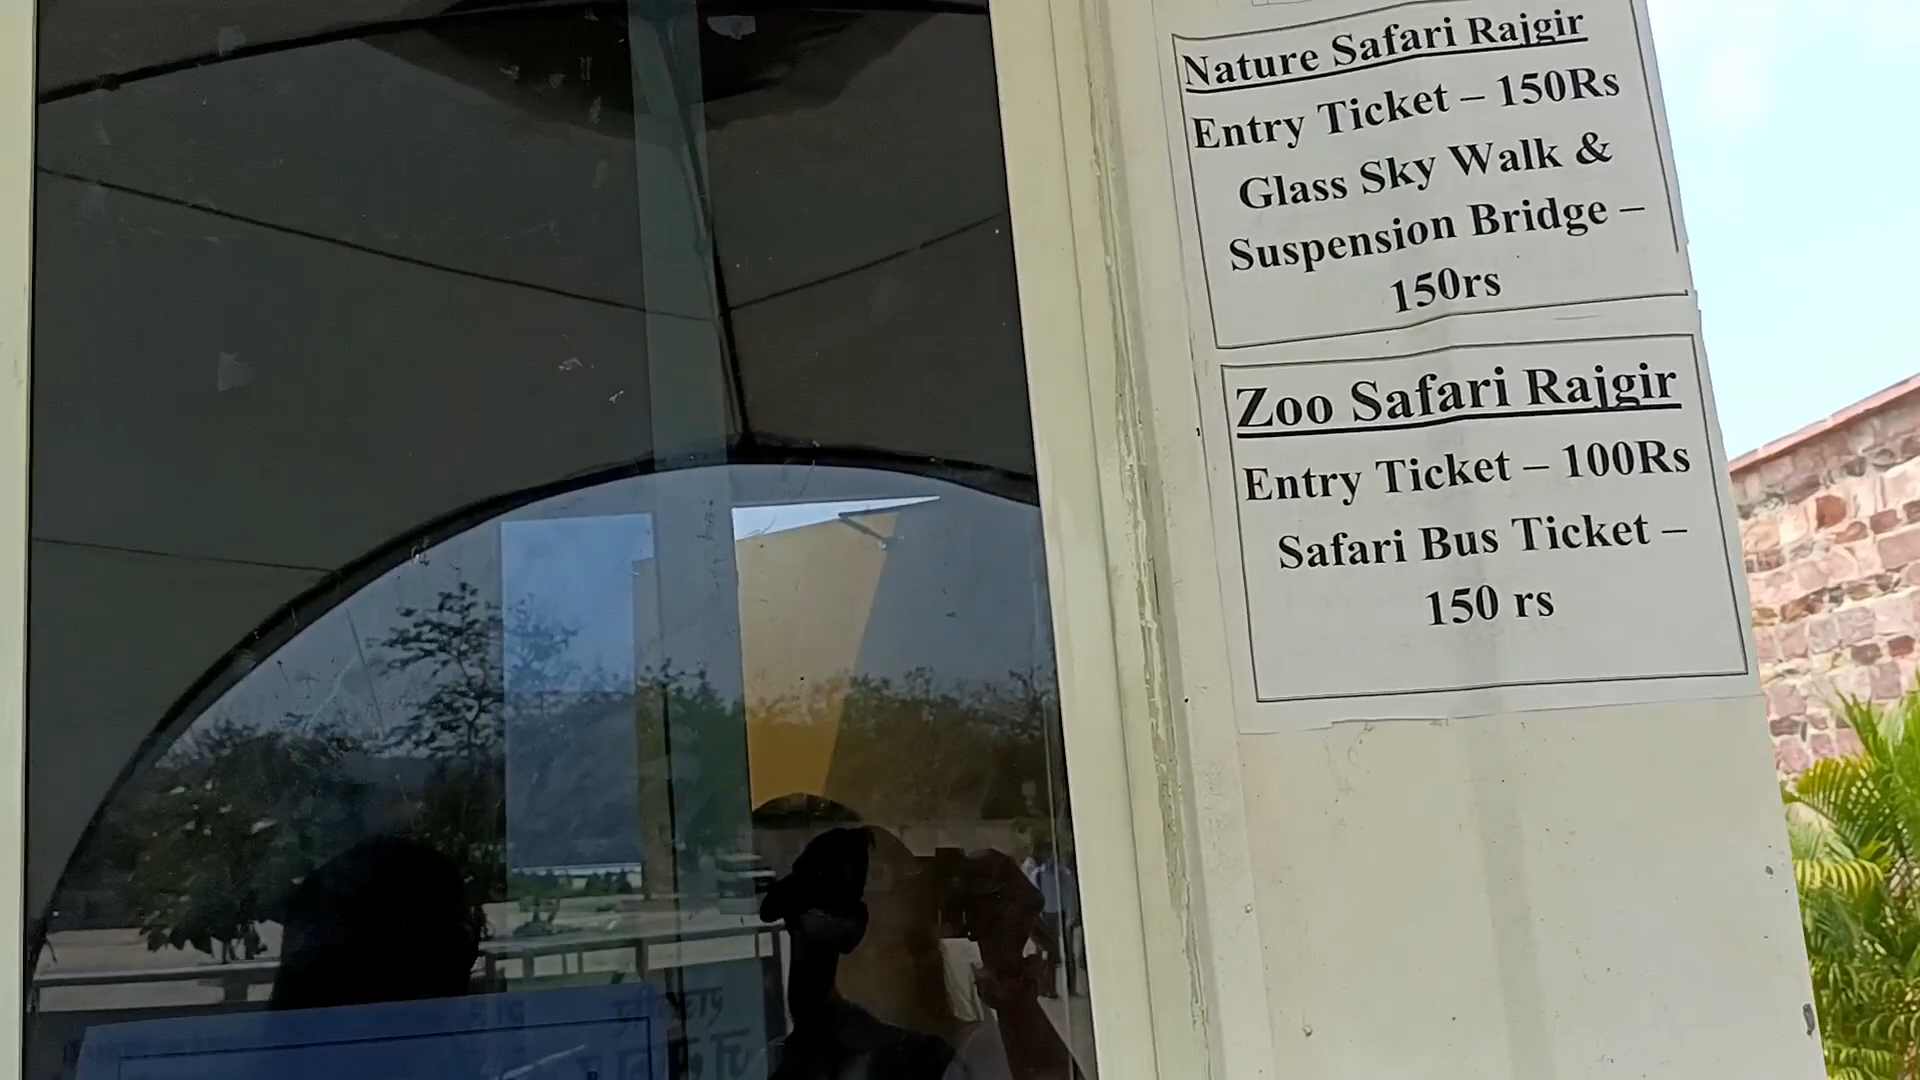 Nature Safari Rajgir
Entry Ticket – 150Rs
Glass Sky Walk &
Suspension Bridge –
150rs
Zoo Safari Rajgir
Entry Ticket – 100Rs
Safari Bus Ticket –
150 rs